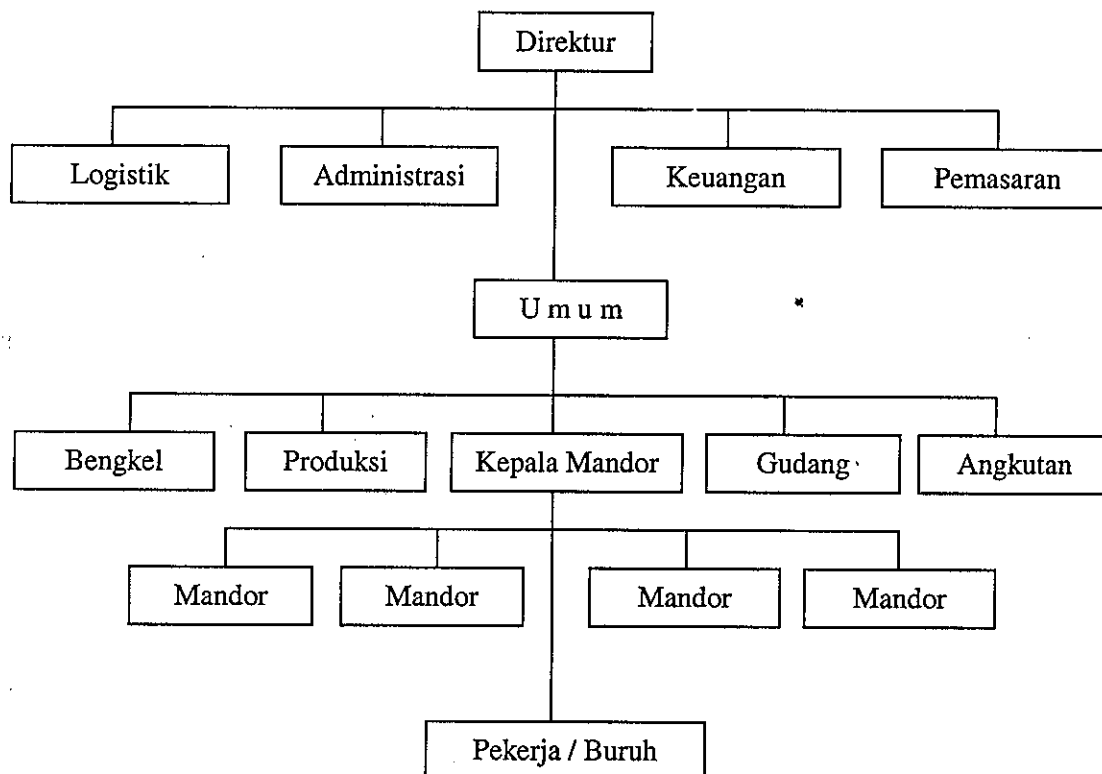 Direktur
Logistik
Administrasi
Keuangan
Pemasaran
U m u m
Bengkel
Produksi
Kepala Mandor
Gudang
Angkutan
Mandor
Mandor
Mandor
Mandor
Pekerja / Buruh